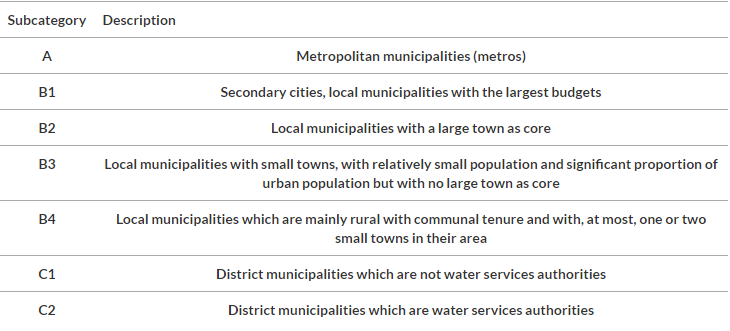 Subcategory Description
A Metropolitan municipalities (metros)
B1 Secondary cities, local municipalities with the largest budgets
B2 Local municipalities with a large town as core
B3 Local municipalities with small towns, with relatively small population and significant proportion of
urban population but with no large town as core
B4 Local municipalities which are mainly rural with communal tenure and with, at most, one or two
small towns in their area
C1 District municipalities which are not water services authorities
C2 District municipalities which are water services authorities